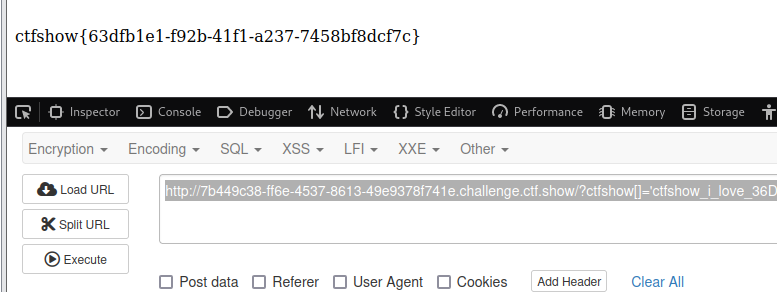 ctfshow{63dfb1e1-f92b-41f1-a237-7458bf8dcf7c}
Inspector Console Debugger Network Style Editor Performance Memory Storage
Encryption Encoding SQL XSS LFI XXE Other
Load URL http://7b449c38-ff6e-4537-8613-49e9378f741e.challenge.ctf.show/?ctfshow[]='ctfshow_i_love_36D
Split URL
Execute
Post data Referer User Agent Cookies Add Header Clear All